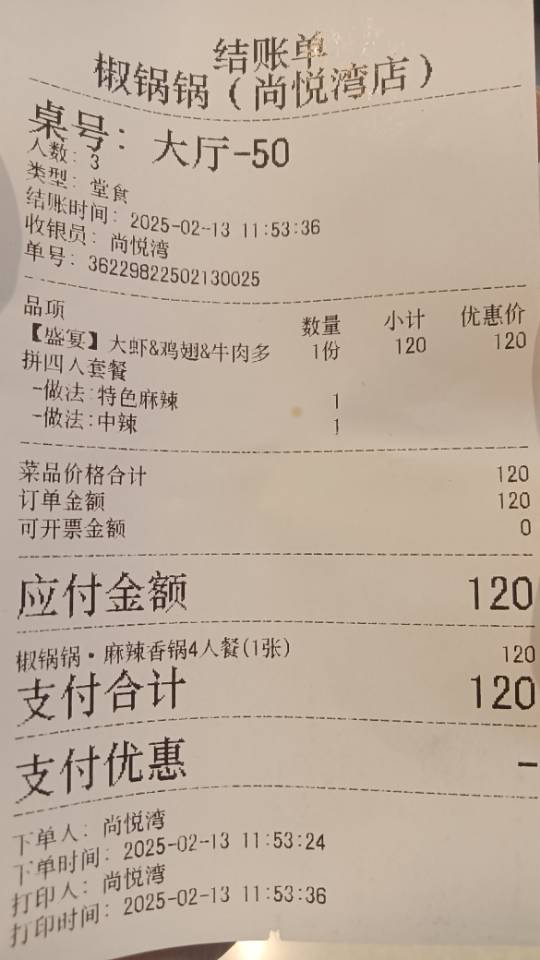 结账单
椒锅锅（尚悦湾店）
桌号: 大厅-50
人数: 3
类型: 堂食
结账时间: 2025-02-13 11:53:36
收银员: 尚悦湾
单号: 36229822502130025
品项 数量 小计 优惠价
【盛宴】大虾&鸡翅&牛肉多 1份 120 120
拼四人套餐
-做法:特色麻辣 1
-做法:中辣 1
菜品价格合计 120
订单金额 120
可开票金额 0
应付金额 120
椒锅锅·麻辣香锅4人餐(1张) 120
支付合计 120
支付优惠 -
下单人: 尚悦湾
下单时间: 2025-02-13 11:53:24
打印人: 尚悦湾
打印时间: 2025-02-13 11:53:36